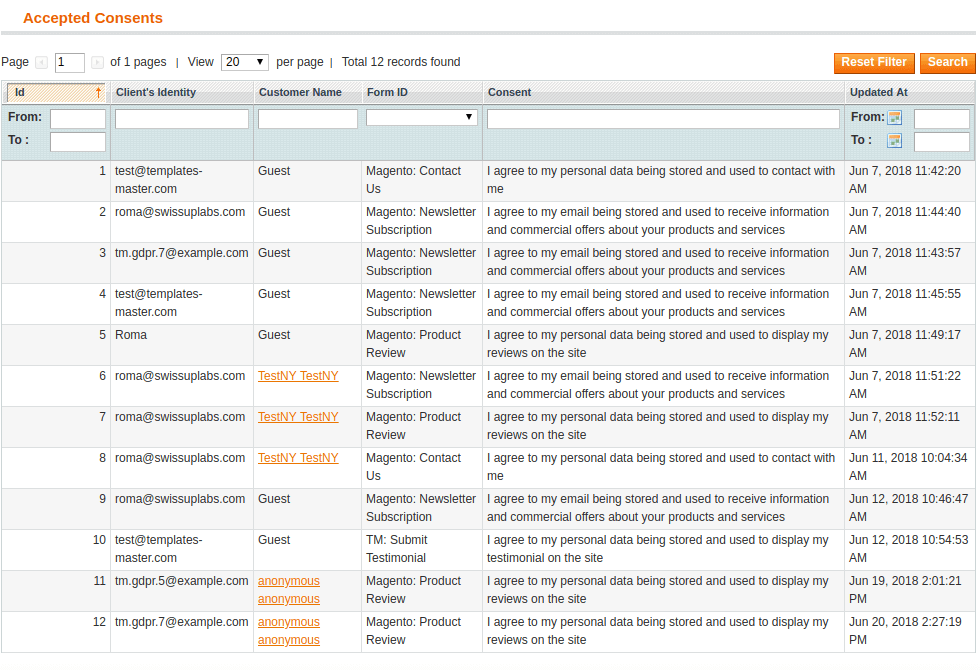 Accepted Consents
Page 1 of 1 pages | View 20 per page | Total 12 records found Reset Filter Search
Id ↑ Client's Identity Customer Name Form ID Consent Updated At
From: From:
To : To :
1 test@templates- Guest Magento: Contact I agree to my personal data being stored and used to contact with Jun 7, 2018 11:42:20
master.com Us me AM
2 roma@swissuplabs.com Guest Magento: Newsletter I agree to my email being stored and used to receive information Jun 7, 2018 11:44:40
Subscription and commercial offers about your products and services AM
3 tm.gdpr.7@example.com Guest Magento: Newsletter I agree to my email being stored and used to receive information Jun 7, 2018 11:43:57
Subscription and commercial offers about your products and services AM
4 test@templates- Guest Magento: Newsletter I agree to my email being stored and used to receive information Jun 7, 2018 11:45:55
master.com Subscription and commercial offers about your products and services AM
5 Roma Guest Magento: Product I agree to my personal data being stored and used to display my Jun 7, 2018 11:49:17
Review reviews on the site AM
6 roma@swissuplabs.com TestNY TestNY Magento: Newsletter I agree to my email being stored and used to receive information Jun 7, 2018 11:51:22
Subscription and commercial offers about your products and services AM
7 roma@swissuplabs.com TestNY TestNY Magento: Product I agree to my personal data being stored and used to display my Jun 7, 2018 11:52:11
Review reviews on the site AM
8 roma@swissuplabs.com TestNY TestNY Magento: Contact I agree to my personal data being stored and used to contact with Jun 11, 2018 10:04:34
Us me AM
9 roma@swissuplabs.com Guest Magento: Newsletter I agree to my email being stored and used to receive information Jun 12, 2018 10:46:47
Subscription and commercial offers about your products and services AM
10 test@templates- Guest TM: Submit I agree to my personal data being stored and used to display my Jun 12, 2018 10:54:53
master.com Testimonial testimonial on the site AM
11 tm.gdpr.5@example.com anonymous Magento: Product I agree to my personal data being stored and used to display my Jun 19, 2018 2:01:21
anonymous Review reviews on the site PM
12 tm.gdpr.7@example.com anonymous Magento: Product I agree to my personal data being stored and used to display my Jun 20, 2018 2:27:19
anonymous Review reviews on the site PM